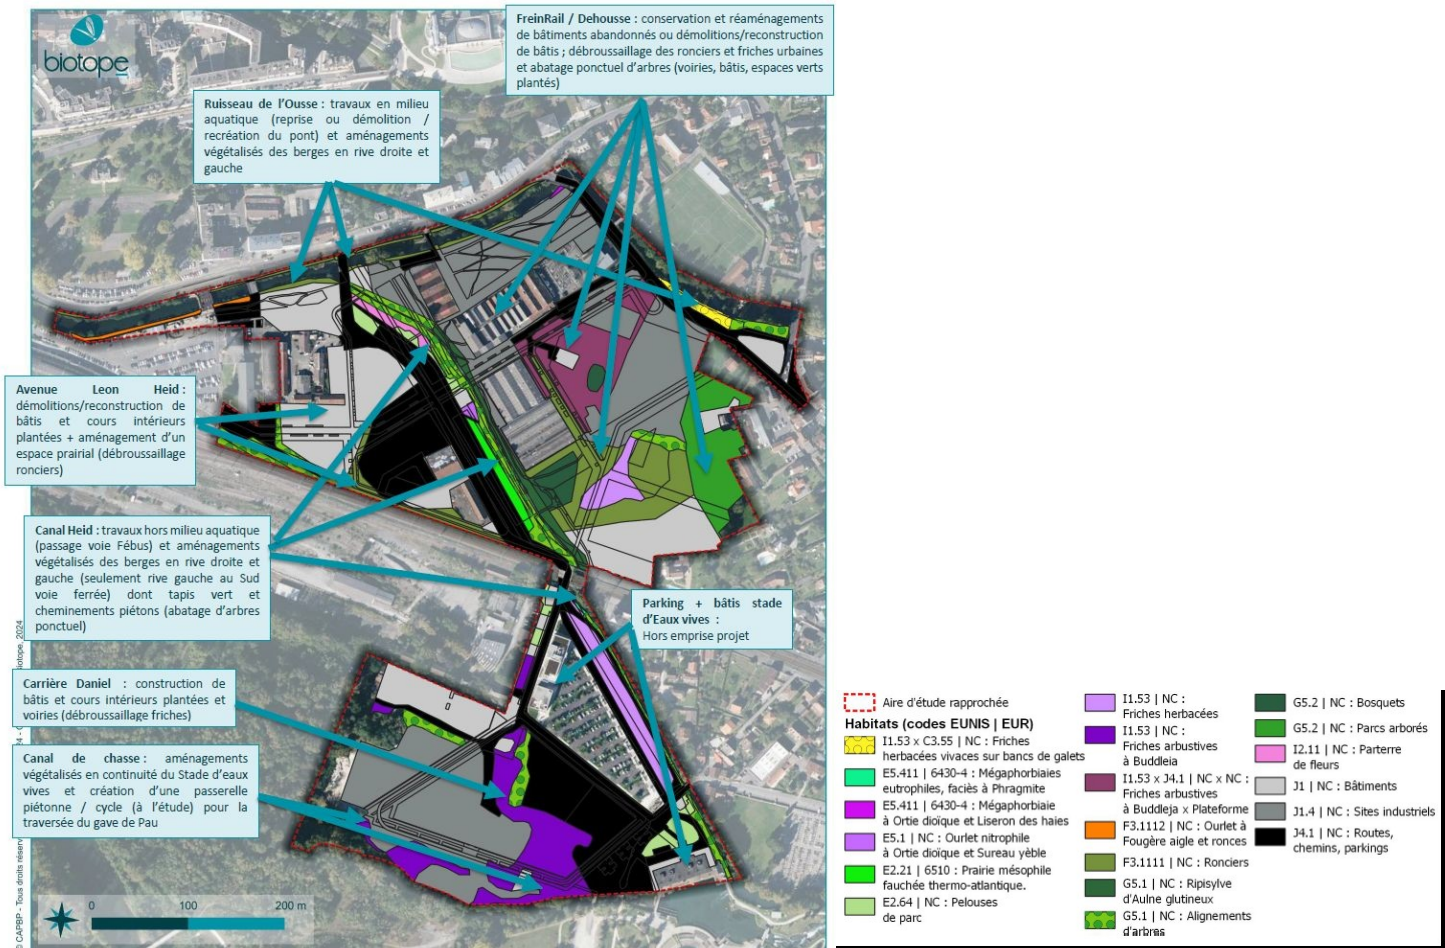 biotope
FreinRail / Dehousse : conservation et réaménagements
de bâtiments abandonnés ou démolitions/reconstruction
de bâtis ; débroussaillage des ronciers et friches urbaines
et abatage ponctuel d'arbres (voiries, bâtis, espaces verts
plantés)
Ruisseau de l'Ousse : travaux en milieu
aquatique (reprise ou démolition /
recréation du pont) et aménagements
végétalisés des berges en rive droite et
gauche
Avenue Leon Heid :
démolitions/reconstruction de
bâtis et cours intérieurs
plantées + aménagement d'un
espace prairial (débroussaillage
ronciers)
Canal Heid : travaux hors milieu aquatique
(passage voie Fébus) et aménagements
végétalisés des berges en rive droite et
gauche (seulement rive gauche au Sud
voie ferrée) dont tapis vert et
cheminements piétons (abatage d'arbres
ponctuel)
Parking + bâtis stade
d'Eaux vives :
Hors emprise projet
Carrière Daniel : construction de
bâtis et cours intérieurs plantées et
voiries (débroussaillage friches)
Canal de chasse : aménagements
végétalisés en continuité du Stade d'eaux
vives et création d'une passerelle
piétonne / cycle (à l'étude) pour la
traversée du gave de Pau
© CAPBP - Tous droits réservés
iotope, 2024
0 100 200 m
Aire d'étude rapprochée
Habitats (codes EUNIS | EUR)
I1.53 x C3.55 | NC : Friches
herbacées vivaces sur bancs de galets
E5.411 | 6430-4 : Mégaphorbiaies
eutrophiles, faciès à Phragmite
E5.411 | 6430-4 : Mégaphorbiaie
à Ortie dioïque et Liseron des haies
E5.1 | NC : Ourlet nitrophile
à Ortie dioïque et Sureau yèble
E2.21 | 6510 : Prairie mésophile
fauchée thermo-atlantique.
E2.64 | NC : Pelouses
de parc
I1.53 | NC :
Friches herbacées
I1.53 | NC :
Friches arbustives
à Buddleia
I1.53 x J4.1 | NC x NC :
Friches arbustives
à Buddleja x Plateforme
F3.1112 | NC : Ourlet à
Fougère aigle et ronces
F3.1111 | NC : Ronciers
G5.1 | NC : Ripisylve
d'Aulne glutineux
G5.1 | NC : Alignements
d'arbres
G5.2 | NC : Bosquets
G5.2 | NC : Parcs arborés
I2.11 | NC : Parterre
de fleurs
J1 | NC : Bâtiments
J1.4 | NC : Sites industriels
J4.1 | NC : Routes,
chemins, parkings